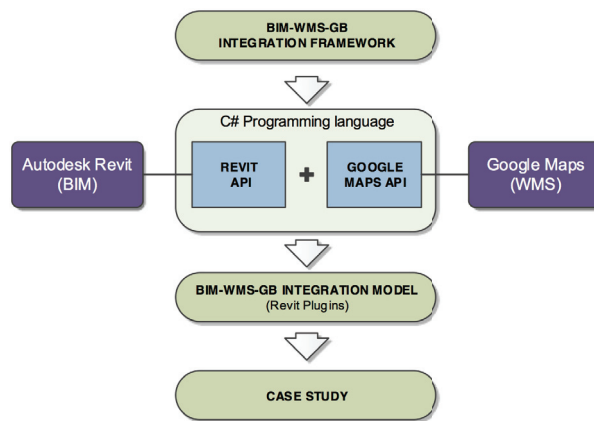 BIM-WMS-GB
INTEGRATION FRAMEWORK
C# Programming language
Autodesk Revit
(BIM)
REVIT
API
+
GOOGLE
MAPS API
Google Maps
(WMS)
BIM-WMS-GB INTEGRATION MODEL
(Revit Plugins)
CASE STUDY